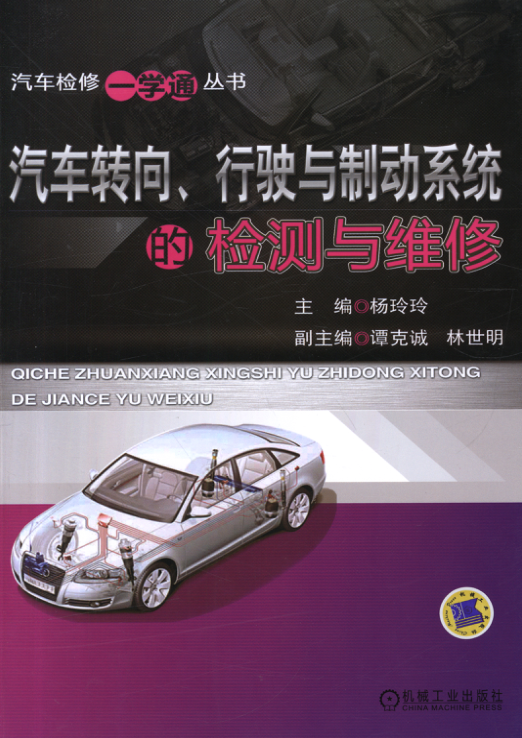 汽车检修一学通丛书
汽车转向、行驶与制动系统
的检测与维修
主 编◎杨玲玲
副主编◎谭克诚 林世明
QICHE ZHUANXIANG XINGSHI YU ZHIDONG XITONG
DE JIANCE YU WEIXIU
机械工业出版社
CHINA MACHINE PRESS